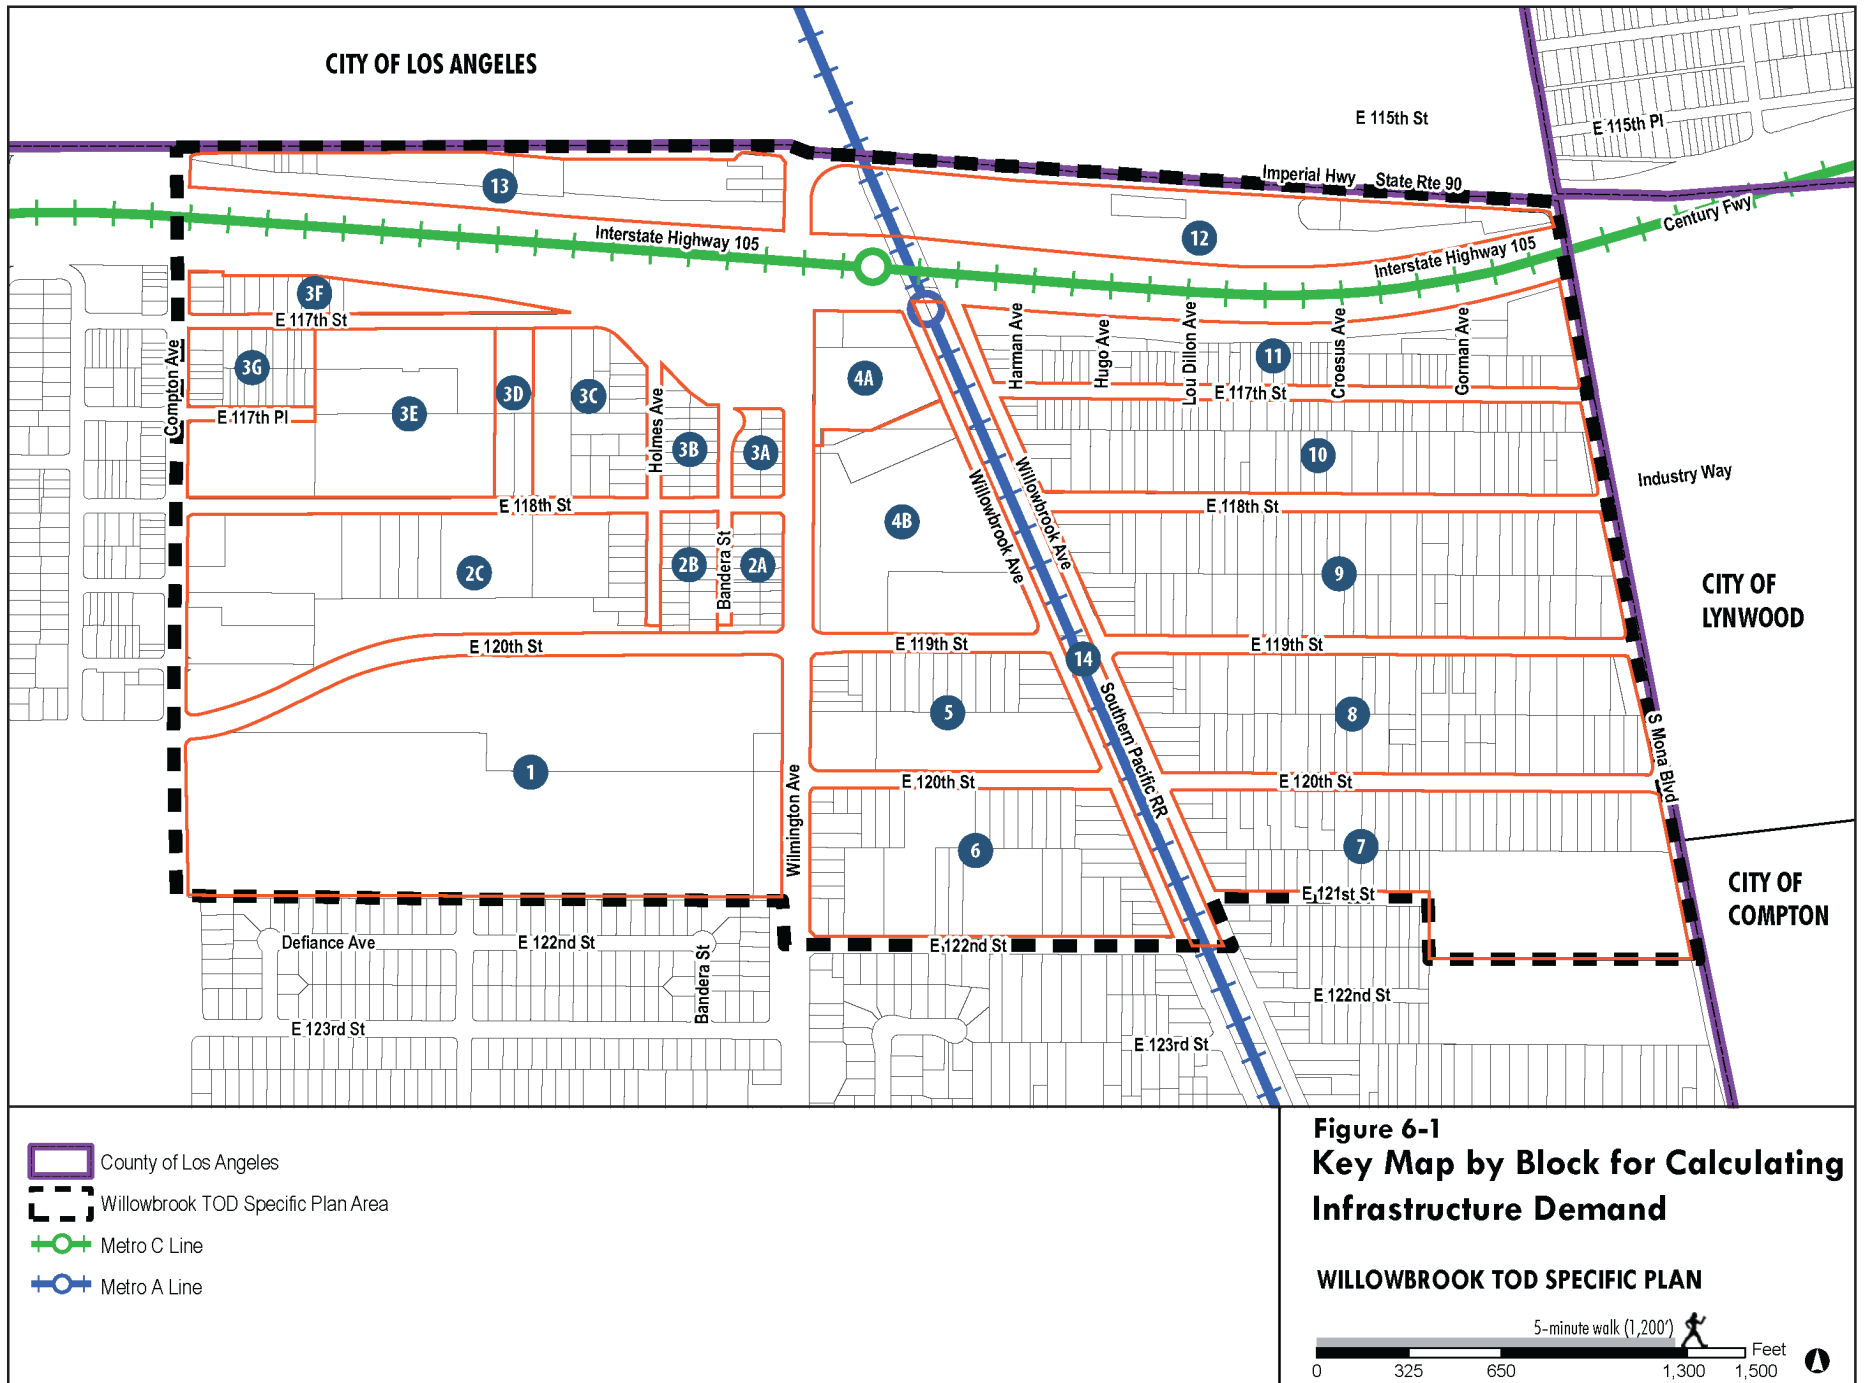 CITY OF LOS ANGELES
E 115th St
E 115th Pl
Imperial Hwy
State Rte 90
13
12
Century Fwy
Interstate Highway 105
Interstate Highway 105
3F
E 117th St
Compton Ave
3G
E 117th Pl
3E
3D
3C
Holmes Ave
3B
3A
4A
Harman Ave
Hugo Ave
Lou Dillon Ave
11
Croesus Ave
Gorman Ave
E 117th St
10
Industry Way
E 118th St
E 118th St
Willowbrook Ave
Willowbrook Ave
4B
2C
2B
Bandera St
2A
9
CITY OF
LYNWOOD
E 120th St
E 119th St
E 119th St
14
5
8
Southern Pacific RR
S Mona Blvd
1
Wilmington Ave
E 120th St
E 120th St
6
7
E 121st St
CITY OF
COMPTON
Defiance Ave
E 122nd St
Bandera St
E 122nd St
E 122nd St
E 123rd St
E 123rd St
County of Los Angeles
Willowbrook TOD Specific Plan Area
Metro C Line
Metro A Line
Figure 6-1
Key Map by Block for Calculating
Infrastructure Demand
WILLOWBROOK TOD SPECIFIC PLAN
5-minute walk (1,200')
Feet
0 325 650 1,300 1,500